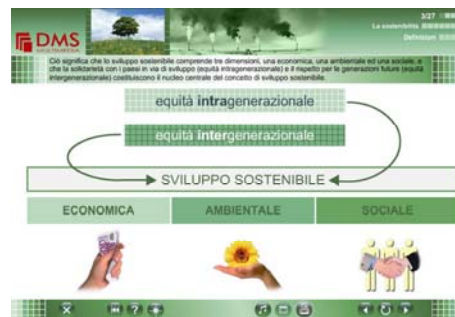 3/27
La sostenibilità
Definizioni
DMS
Ciò significa che lo sviluppo sostenibile comprende tre dimensioni, una economica, una ambientale ed una sociale, e
che la solidarietà con i paesi in via di sviluppo (equità intragenerazionale) e il rispetto per le generazioni future (equità
intergenerazionale) costituiscono il nucleo centrale del concetto di sviluppo sostenibile.
equità intragenerazionale
equità intergenerazionale
SVILUPPO SOSTENIBILE
ECONOMICA AMBIENTALE SOCIALE